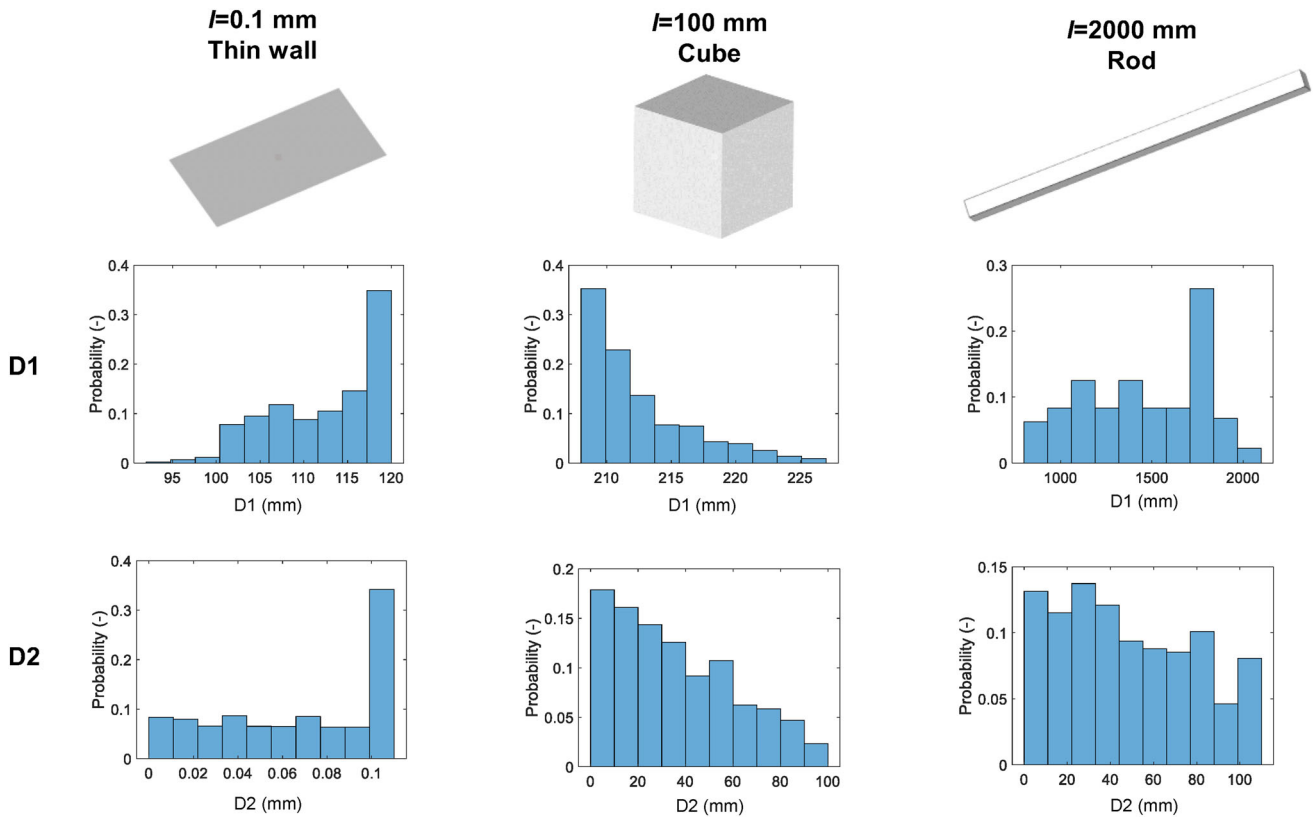 l=0.1 mm
Thin wall
l=100 mm
Cube
l=2000 mm
Rod
D1
Probability (-)
0.4
0.3
0.2
0.1
0
95 100 105 110 115 120
D1 (mm)
Probability (-)
0.4
0.3
0.2
0.1
0
210 215 220 225
D1 (mm)
Probability (-)
0.3
0.2
0.1
0
1000 1500 2000
D1 (mm)
D2
Probability (-)
0.4
0.3
0.2
0.1
0
0 0.02 0.04 0.06 0.08 0.1
D2 (mm)
Probability (-)
0.2
0.15
0.1
0.05
0
0 20 40 60 80 100
D2 (mm)
Probability (-)
0.15
0.1
0.05
0
0 20 40 60 80 100
D2 (mm)